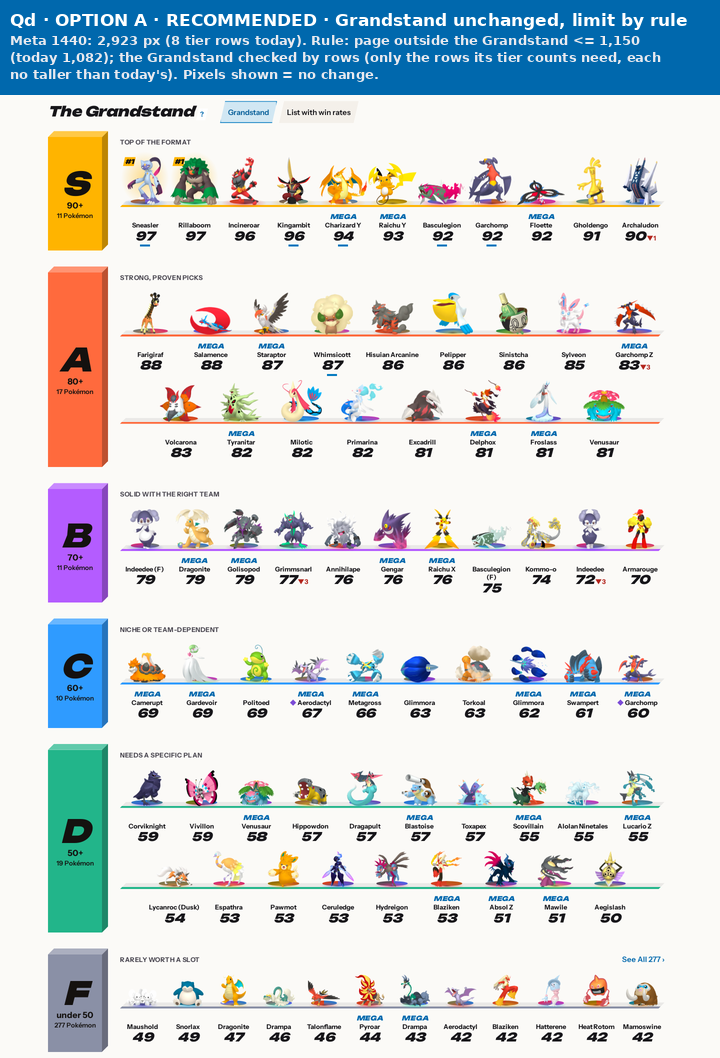 Qd · OPTION A · RECOMMENDED · Grandstand unchanged, limit by rule
Meta 1440: 2,923 px (8 tier rows today). Rule: page outside the Grandstand <= 1,150
(today 1,082); the Grandstand checked by rows (only the rows its tier counts need, each
no taller than today's). Pixels shown = no change.
The Grandstand ? Grandstand List with win rates
TOP OF THE FORMAT
S
90+
11 Pokémon
#1 #1
MEGA MEGA MEGA
Sneasler Rillaboom Incineroar Kingambit Charizard Y Raichu Y Basculegion Garchomp Floette Gholdengo Archaludon
97 97 96 96 94 93 92 92 92 91 90▼1
STRONG, PROVEN PICKS
A
80+
17 Pokémon
MEGA MEGA MEGA
Farigiraf Salamence Staraptor Whimsicott Hisuian Arcanine Pelipper Sinistcha Sylveon Garchomp Z
88 88 87 87 86 86 86 85 83▼3
MEGA MEGA MEGA
Volcarona Tyranitar Milotic Primarina Excadrill Delphox Froslass Venusaur
83 82 82 82 81 81 81 81
SOLID WITH THE RIGHT TEAM
B
70+
11 Pokémon
MEGA MEGA MEGA MEGA
Indeedee (F) Dragonite Golisopod Grimmsnarl Annihilape Gengar Raichu X Basculegion (F) Kommo-o Indeedee Armarouge
79 79 79 77▼3 76 76 76 75 74 72▼3 70
NICHE OR TEAM-DEPENDENT
C
60+
10 Pokémon
MEGA MEGA MEGA MEGA MEGA MEGA MEGA
Camerupt Gardevoir Politoed ◆Aerodactyl Metagross Glimmora Torkoal Glimmora Swampert ◆Garchomp
69 69 69 67 66 63 63 62 61 60
NEEDS A SPECIFIC PLAN
D
50+
19 Pokémon
MEGA MEGA MEGA MEGA
Corviknight Vivillon Venusaur Hippowdon Dragapult Blastoise Toxapex Scovillain Alolan Ninetales Lucario Z
59 59 58 57 57 57 57 55 55 55
MEGA MEGA MEGA
Lycanroc (Dusk) Espathra Pawmot Ceruledge Hydreigon Blaziken Absol Z Mawile Aegislash
54 53 53 53 53 53 51 51 50
RARELY WORTH A SLOT See All 277 ›
F
under 50
277 Pokémon
MEGA MEGA
Maushold Snorlax Dragonite Drampa Talonflame Pyroar Drampa Aerodactyl Blaziken Hatterene Heat Rotom Mamoswine
49 49 47 46 46 44 43 42 42 42 42 42